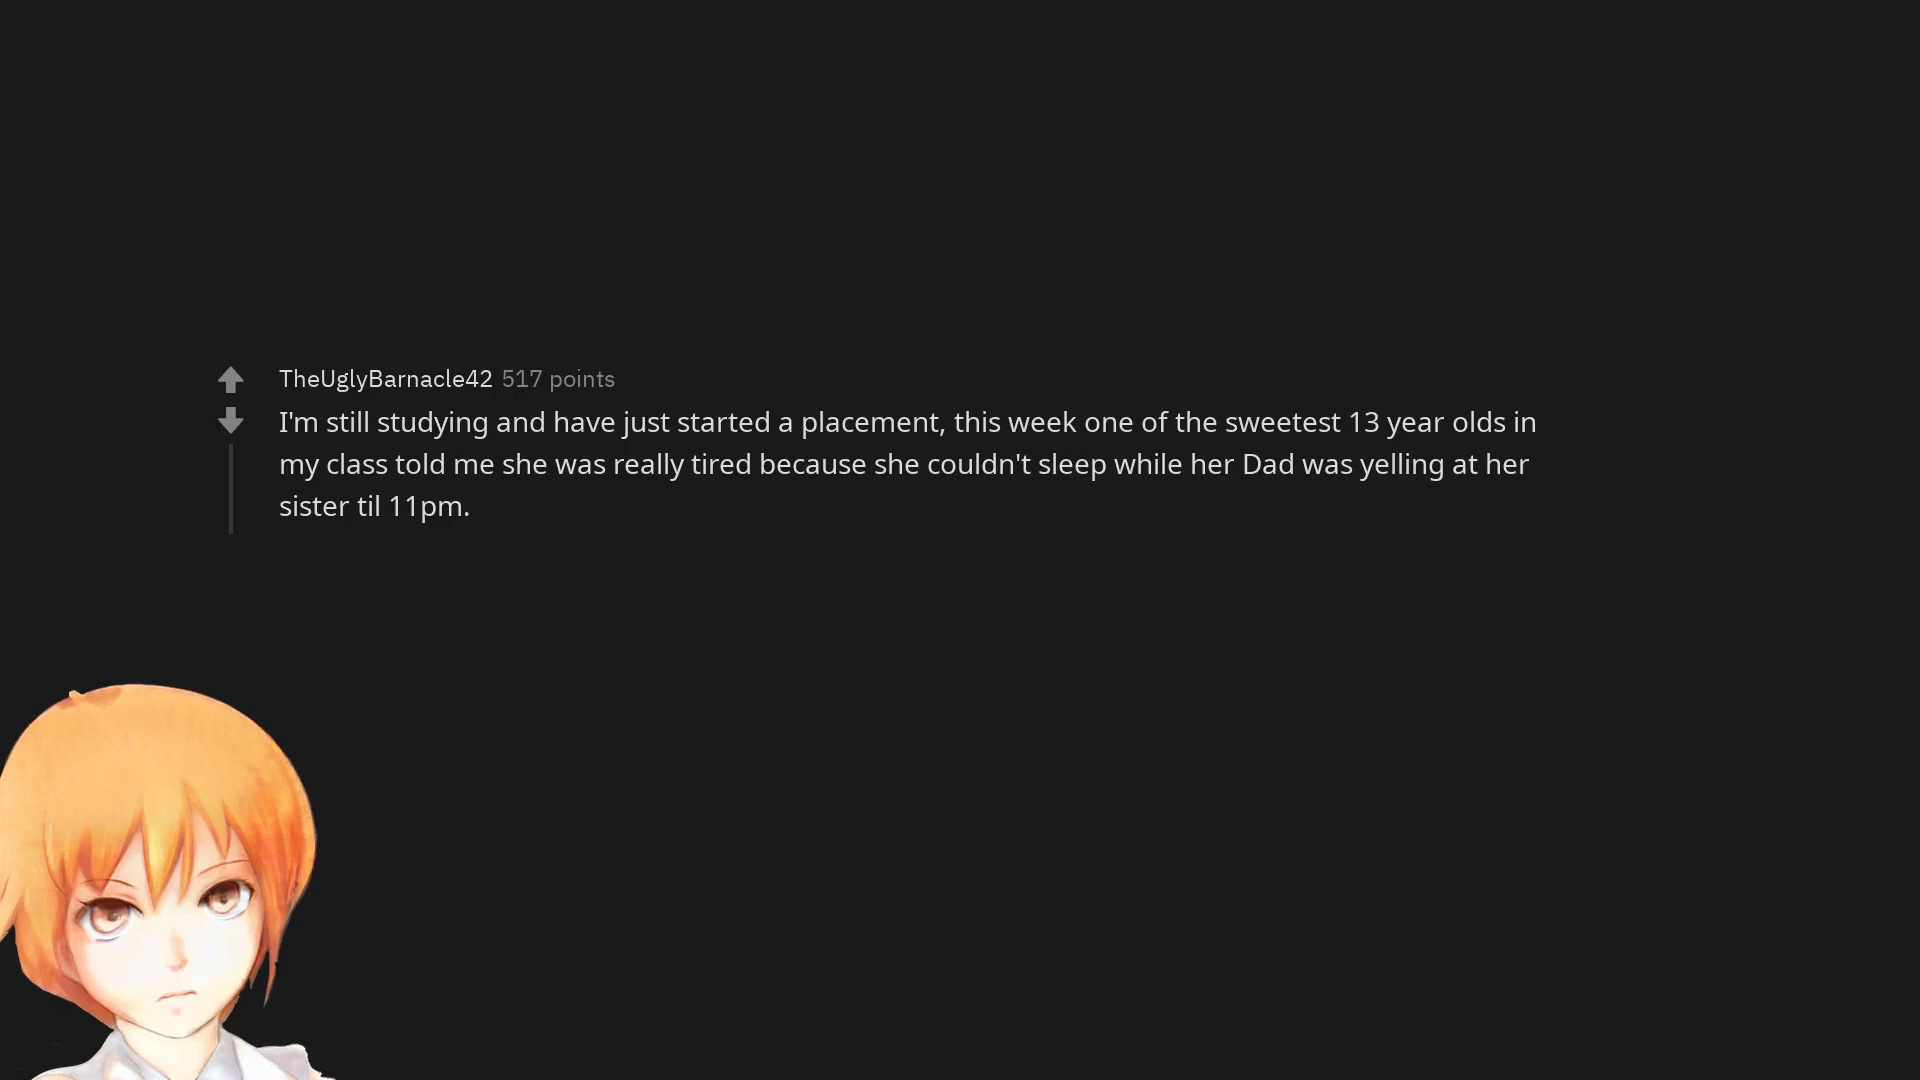 TheUglyBarnacle42 517 points
I'm still studying and have just started a placement, this week one of the sweetest 13 year olds in
my class told me she was really tired because she couldn't sleep while her Dad was yelling at her
sister til 11pm.